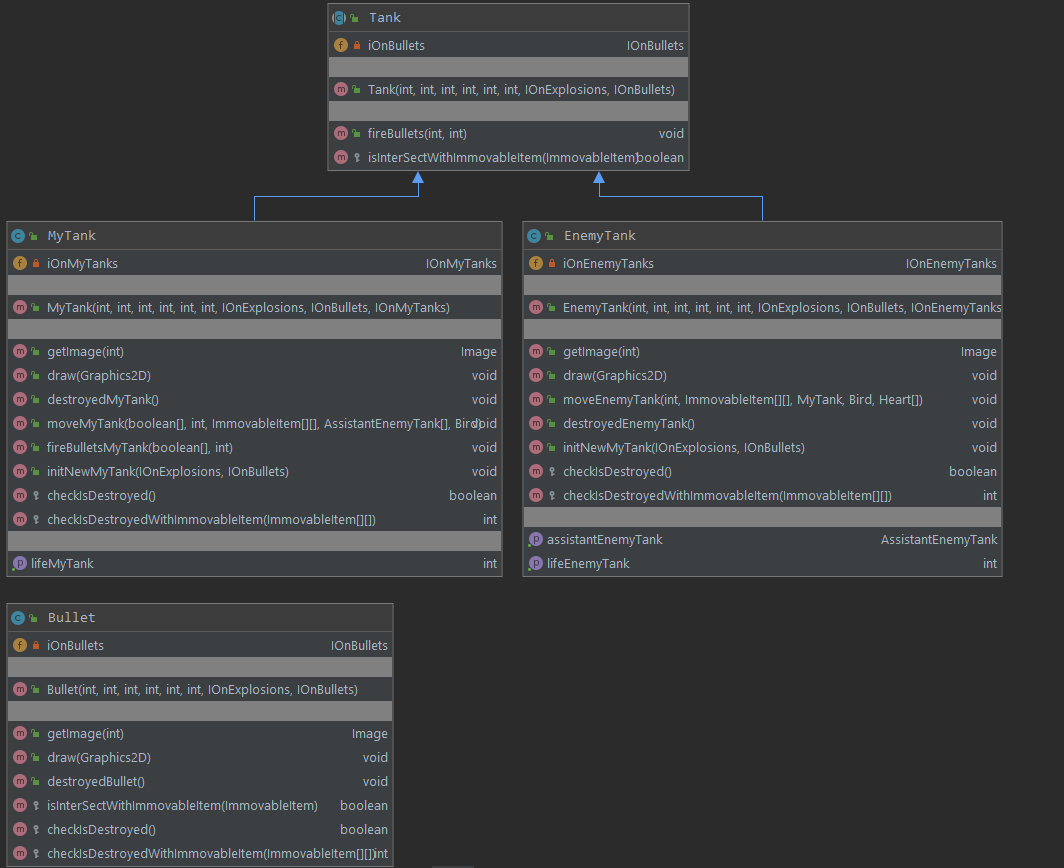 Tank
iOnBullets IOnBullets
Tank(int, int, int, int, int, int, IOnExplosions, IOnBullets)
fireBullets(int, int) void
isInterSectWithImmovableItem(ImmovableItem) boolean
MyTank
iOnMyTanks IOnMyTanks
MyTank(int, int, int, int, int, int, IOnExplosions, IOnBullets, IOnMyTanks)
getImage(int) Image
draw(Graphics2D) void
destroyedMyTank() void
moveMyTank(boolean[], int, ImmovableItem[][], AssistantEnemyTank[], Bird) void
fireBulletsMyTank(boolean[], int) void
initNewMyTank(IOnExplosions, IOnBullets) void
checkIsDestroyed() boolean
checkIsDestroyedWithImmovableItem(ImmovableItem[][]) int
lifeMyTank int
EnemyTank
iOnEnemyTanks IOnEnemyTanks
EnemyTank(int, int, int, int, int, int, IOnExplosions, IOnBullets, IOnEnemyTanks
getImage(int) Image
draw(Graphics2D) void
moveEnemyTank(int, ImmovableItem[][], MyTank, Bird, Heart[]) void
destroyedEnemyTank() void
initNewMyTank(IOnExplosions, IOnBullets) void
checkIsDestroyed() boolean
checkIsDestroyedWithImmovableItem(ImmovableItem[][]) int
assistantEnemyTank AssistantEnemyTank
lifeEnemyTank int
Bullet
iOnBullets IOnBullets
Bullet(int, int, int, int, int, int, IOnExplosions, IOnBullets)
getImage(int) Image
draw(Graphics2D) void
destroyedBullet() void
isInterSectWithImmovableItem(ImmovableItem) boolean
checkIsDestroyed() boolean
checkIsDestroyedWithImmovableItem(ImmovableItem[][]) int